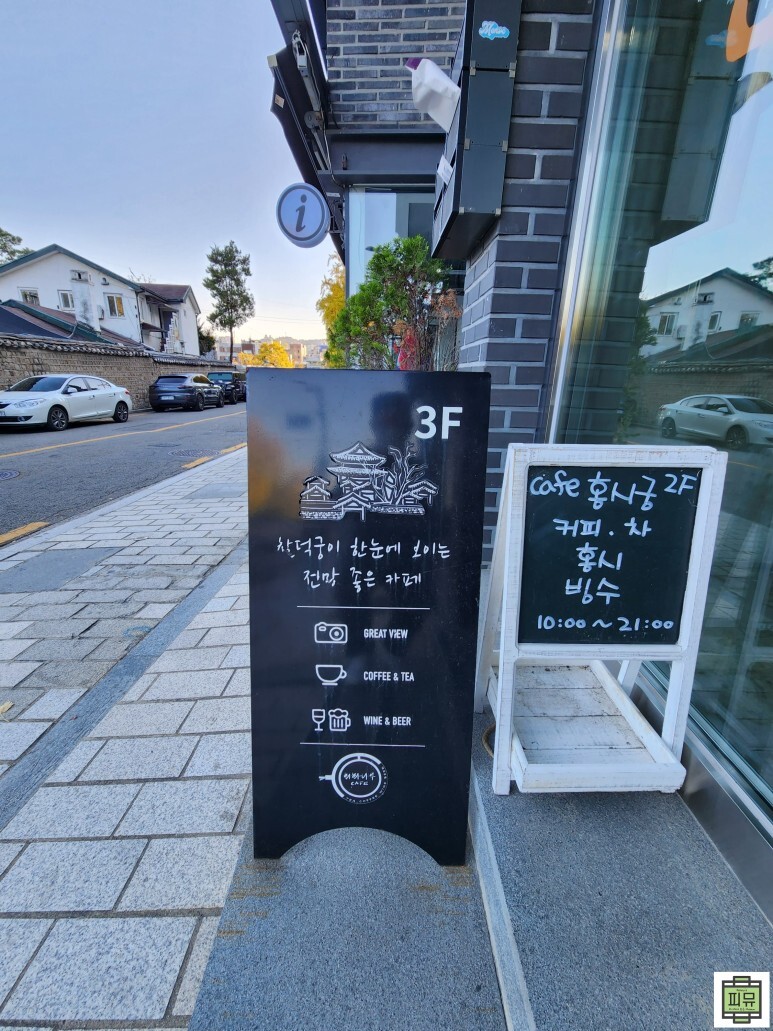 i
3F
창덕궁이 한눈에 보이는
전망 좋은 카페
GREAT VIEW
COFFEE & TEA
WINE & BEER
CAFE
cafe 홍시궁 2F
커피·차
홍시
빙수
10:00 ~ 21:00
피뮤